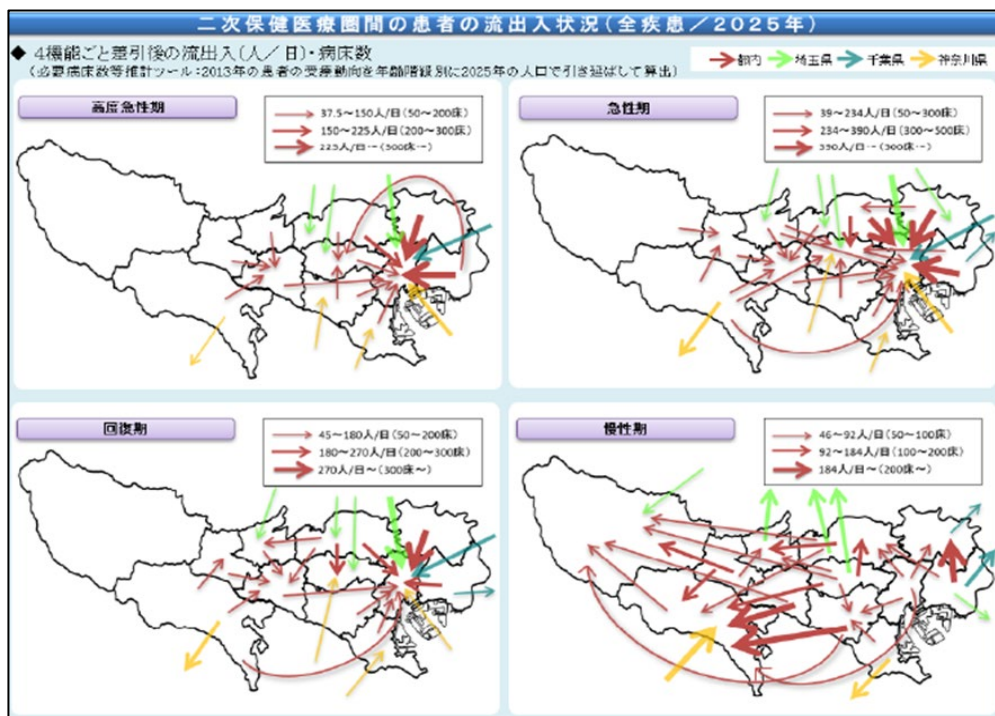 二次保健医療圏間の患者の流出入状況(全疾患/2025年)
◆ 4機能ごと差引後の流出入(人/日)・病床数
(必要病床数等推計ツール:2013年の患者の受療動向を年齢階級別に2025年の人口で引き延ばして算出)
都内 埼玉県 千葉県 神奈川県
高度急性期
37.5~150人/日(50~200床)
150~225人/日(200~300床)
225人/日~(300床~)
急性期
39~234人/日(50~300床)
234~390人/日(300~500床)
390人/日~(500床~)
回復期
45~180人/日(50~200床)
180~270人/日(200~300床)
270人/日~(300床~)
慢性期
46~92人/日(50~100床)
92~184人/日(100~200床)
184人/日~(200床~)